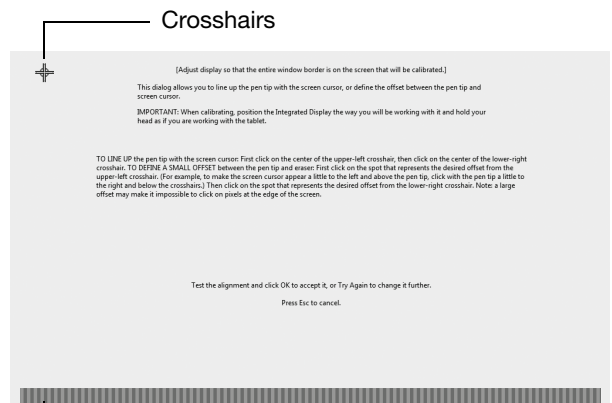 Crosshairs
[Adjust display so that the entire window border is on the screen that will be calibrated.]
This dialog allows you to line up the pen tip with the screen cursor, or define the offset between the pen tip and
screen cursor.
IMPORTANT: When calibrating, position the Integrated Display the way you will be working with it and hold your
head as if you are working with the tablet.
TO LINE UP the pen tip with the screen cursor: First click on the center of the upper-left crosshair, then click on the center of the lower-right
crosshair. TO DEFINE A SMALL OFFSET between the pen tip and eraser: First click on the spot that represents the desired offset from the
upper-left crosshair. (For example, to make the screen cursor appear a little to the left and above the pen tip, click with the pen tip a little to
the right and below the crosshairs.) Then click on the spot that represents the desired offset from the lower-right crosshair. Note: a large
offset may make it impossible to click on pixels at the edge of the screen.
Test the alignment and click OK to accept it, or Try Again to change it further.
Press Esc to cancel.